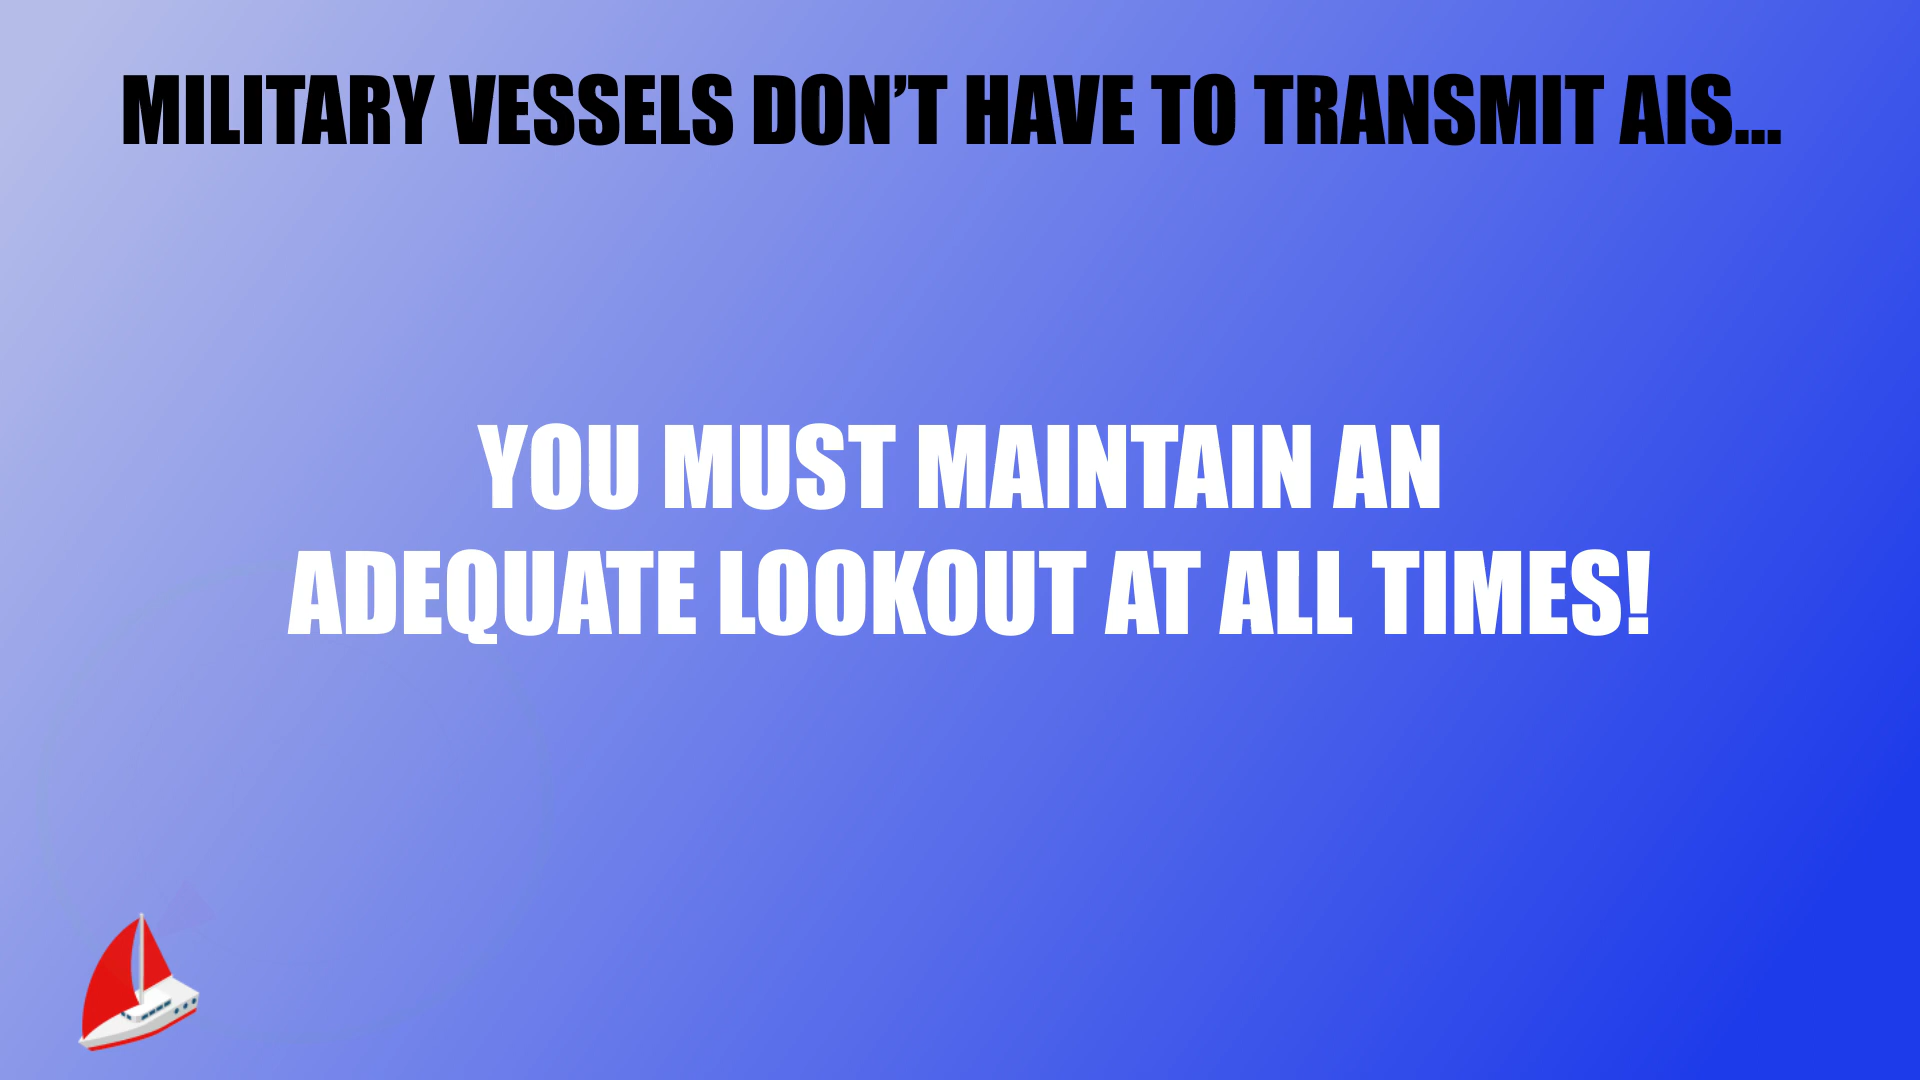 MILITARY VESSELS DON’T HAVE TO TRANSMIT AIS...
YOU MUST MAINTAIN AN
ADEQUATE LOOKOUT AT ALL TIMES!